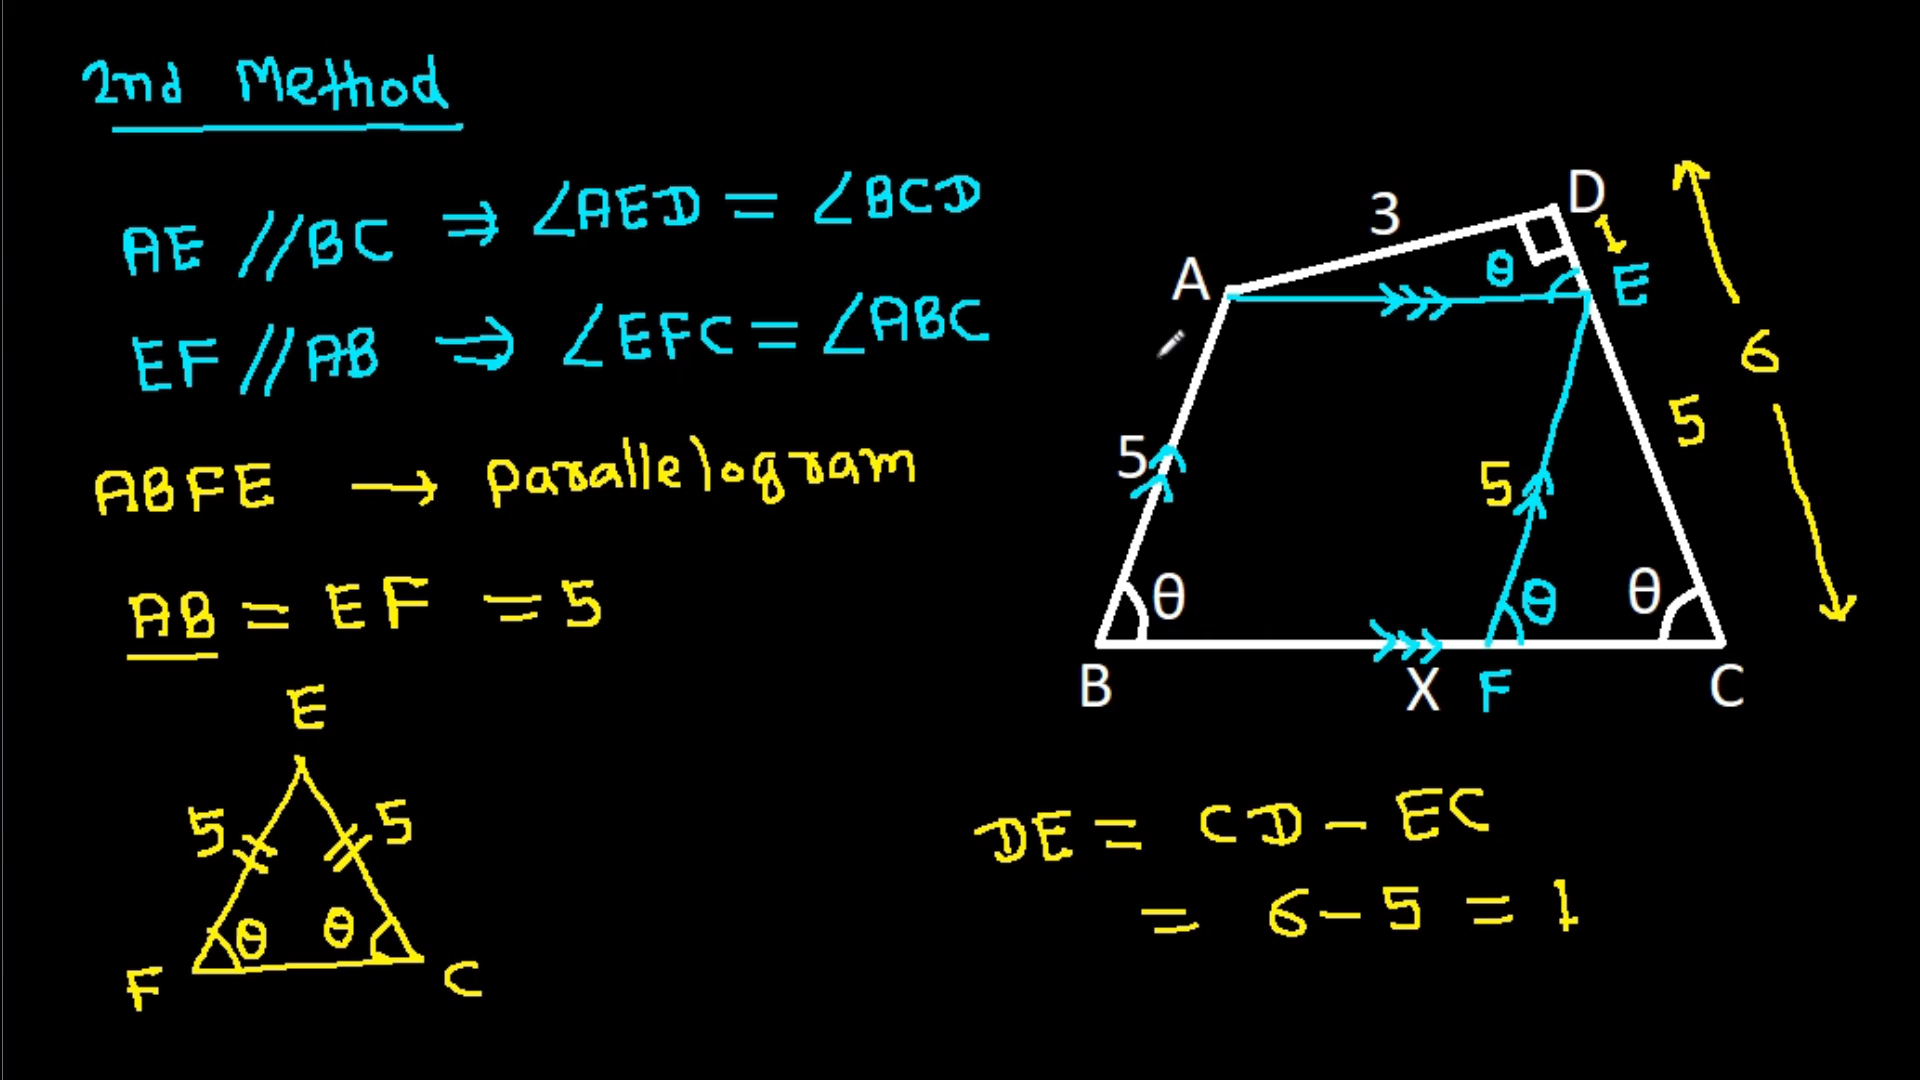 2nd Method
AE // BC ⇒ ∠AED = ∠BCD
EF // AB ⇒ ∠EFC = ∠ABC
ABFE → Parallelogram
AB = EF = 5
E
5 5
θ θ
F C
D
3
1
A
θ
E
6
5
5
5
θ
θ
θ
B
X
F
C
DE = CD - EC
= 6 - 5 = 1